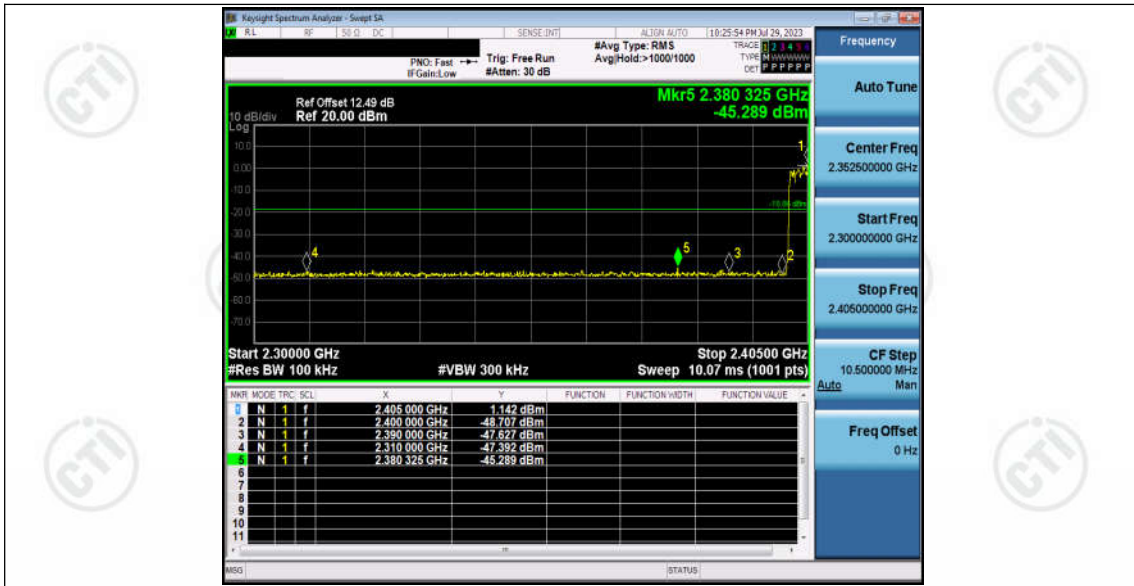 Keysight Spectrum Analyzer - Swept SA
RL RF 50 Ω DC SENSE:INT ALIGN AUTO 10:25:54 PM Jul 29, 2023
PNO: Fast Trig: Free Run #Avg Type: RMS TRACE 1 2 3 4 5 6
IFGain:Low #Atten: 30 dB Avg|Hold:>1000/1000 TYPE M WWWWW
DET P P P P P P
Frequency
Mkr5 2.380 325 GHz
-45.289 dBm
Ref Offset 12.49 dB
10 dB/div Ref 20.00 dBm
Log
10.0
0.00
-10.0
-20.0
-30.0
-40.0
-50.0
-60.0
-70.0
1
2
3
4
5
Start 2.30000 GHz Stop 2.40500 GHz
#Res BW 100 kHz #VBW 300 kHz Sweep 10.07 ms (1001 pts)
MKR MODE TRC SCL X Y FUNCTION FUNCTION WIDTH FUNCTION VALUE
1 N 1 f 2.405 000 GHz 1.142 dBm
2 N 1 f 2.400 000 GHz -48.707 dBm
3 N 1 f 2.390 000 GHz -47.627 dBm
4 N 1 f 2.310 000 GHz -47.392 dBm
5 N 1 f 2.380 325 GHz -45.289 dBm
6
7
8
9
10
11
MSG STATUS
Auto Tune
Center Freq
2.352500000 GHz
Start Freq
2.300000000 GHz
Stop Freq
2.405000000 GHz
CF Step
10.500000 MHz
Auto Man
Freq Offset
0 Hz
CTI
CTI
CTI
CTI